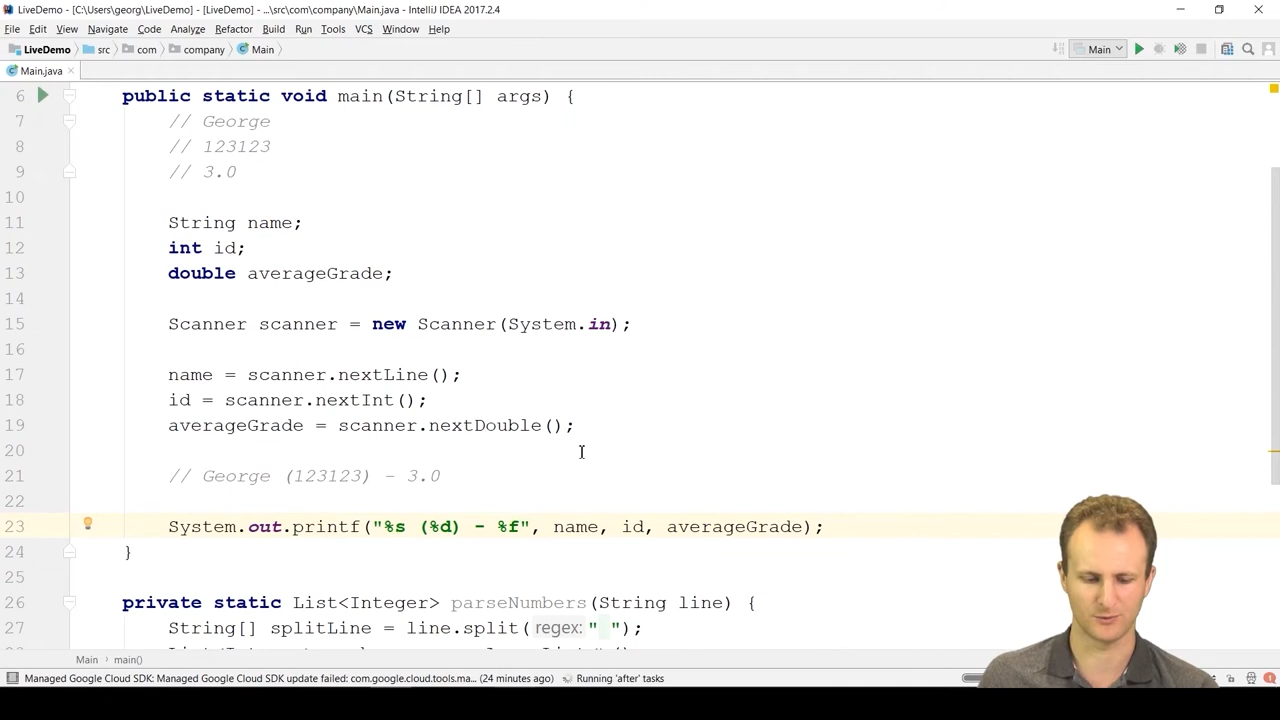 LiveDemo - [C:\Users\georg\LiveDemo] - [LiveDemo] - ...\src\com\company\Main.java - IntelliJ IDEA 2017.2.4
File Edit View Navigate Code Analyze Refactor Build Run Tools VCS Window Help
LiveDemo src com company Main Main
Main.java
6 public static void main(String[] args) {
7 // George
8 // 123123
9 // 3.0
10
11 String name;
12 int id;
13 double averageGrade;
14
15 Scanner scanner = new Scanner(System.in);
16
17 name = scanner.nextLine();
18 id = scanner.nextInt();
19 averageGrade = scanner.nextDouble();
20
21 // George (123123) - 3.0
22
23 System.out.printf("%s (%d) - %f", name, id, averageGrade);
24 }
25
26 private static List<Integer> parseNumbers(String line) {
27 String[] splitLine = line.split( regex: " ");
Main main()
Managed Google Cloud SDK: Managed Google Cloud SDK update failed: com.google.cloud.tools.ma... (24 minutes ago) Running 'after' tasks